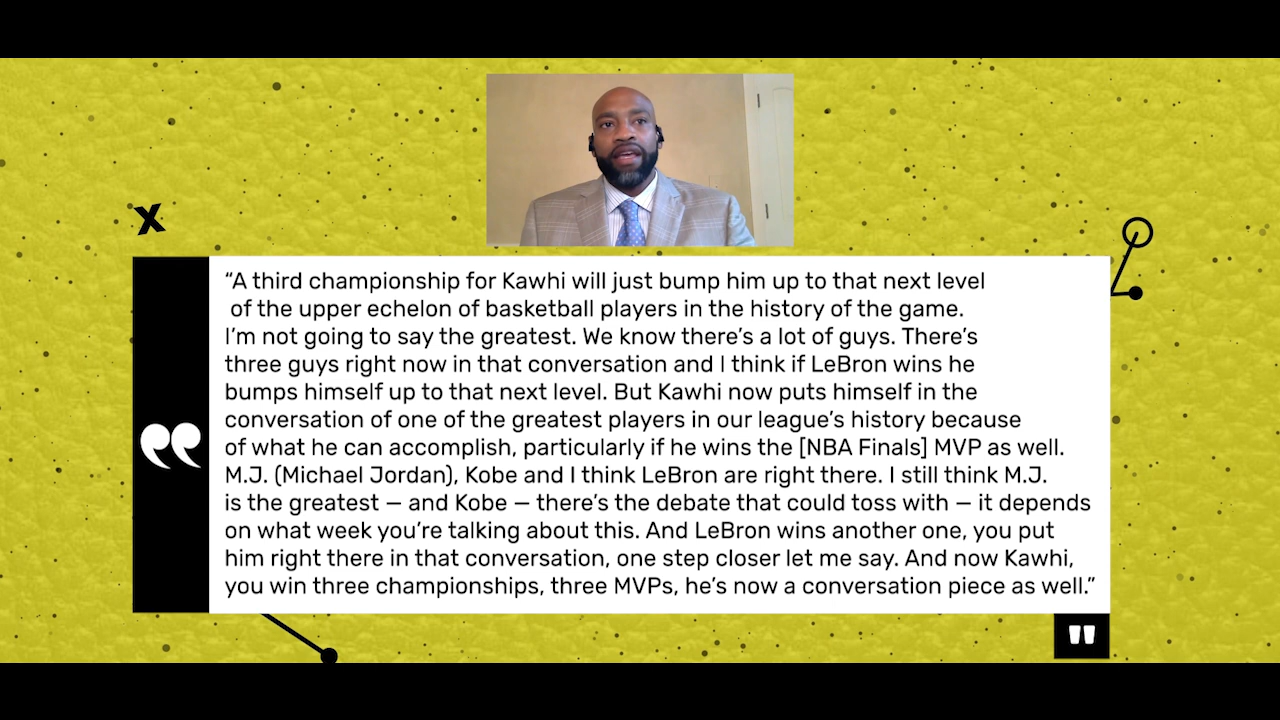 X
“A third championship for Kawhi will just bump him up to that next level
of the upper echelon of basketball players in the history of the game.
I’m not going to say the greatest. We know there’s a lot of guys. There’s
three guys right now in that conversation and I think if LeBron wins he
bumps himself up to that next level. But Kawhi now puts himself in the
conversation of one of the greatest players in our league’s history because
of what he can accomplish, particularly if he wins the [NBA Finals] MVP as well.
M.J. (Michael Jordan), Kobe and I think LeBron are right there. I still think M.J.
is the greatest — and Kobe — there’s the debate that could toss with — it depends
on what week you’re talking about this. And LeBron wins another one, you put
him right there in that conversation, one step closer let me say. And now Kawhi,
you win three championships, three MVPs, he’s now a conversation piece as well.”